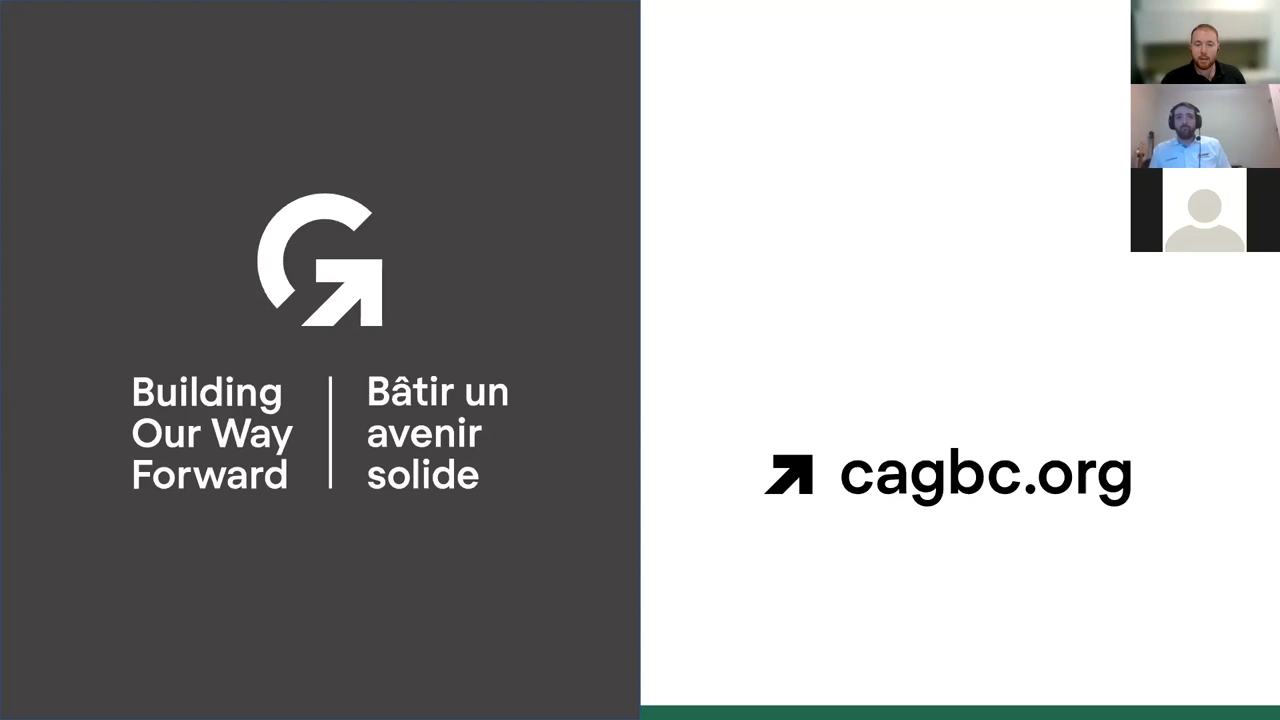 Building
Our Way
Forward
Bâtir un
avenir
solide
cagbc.org